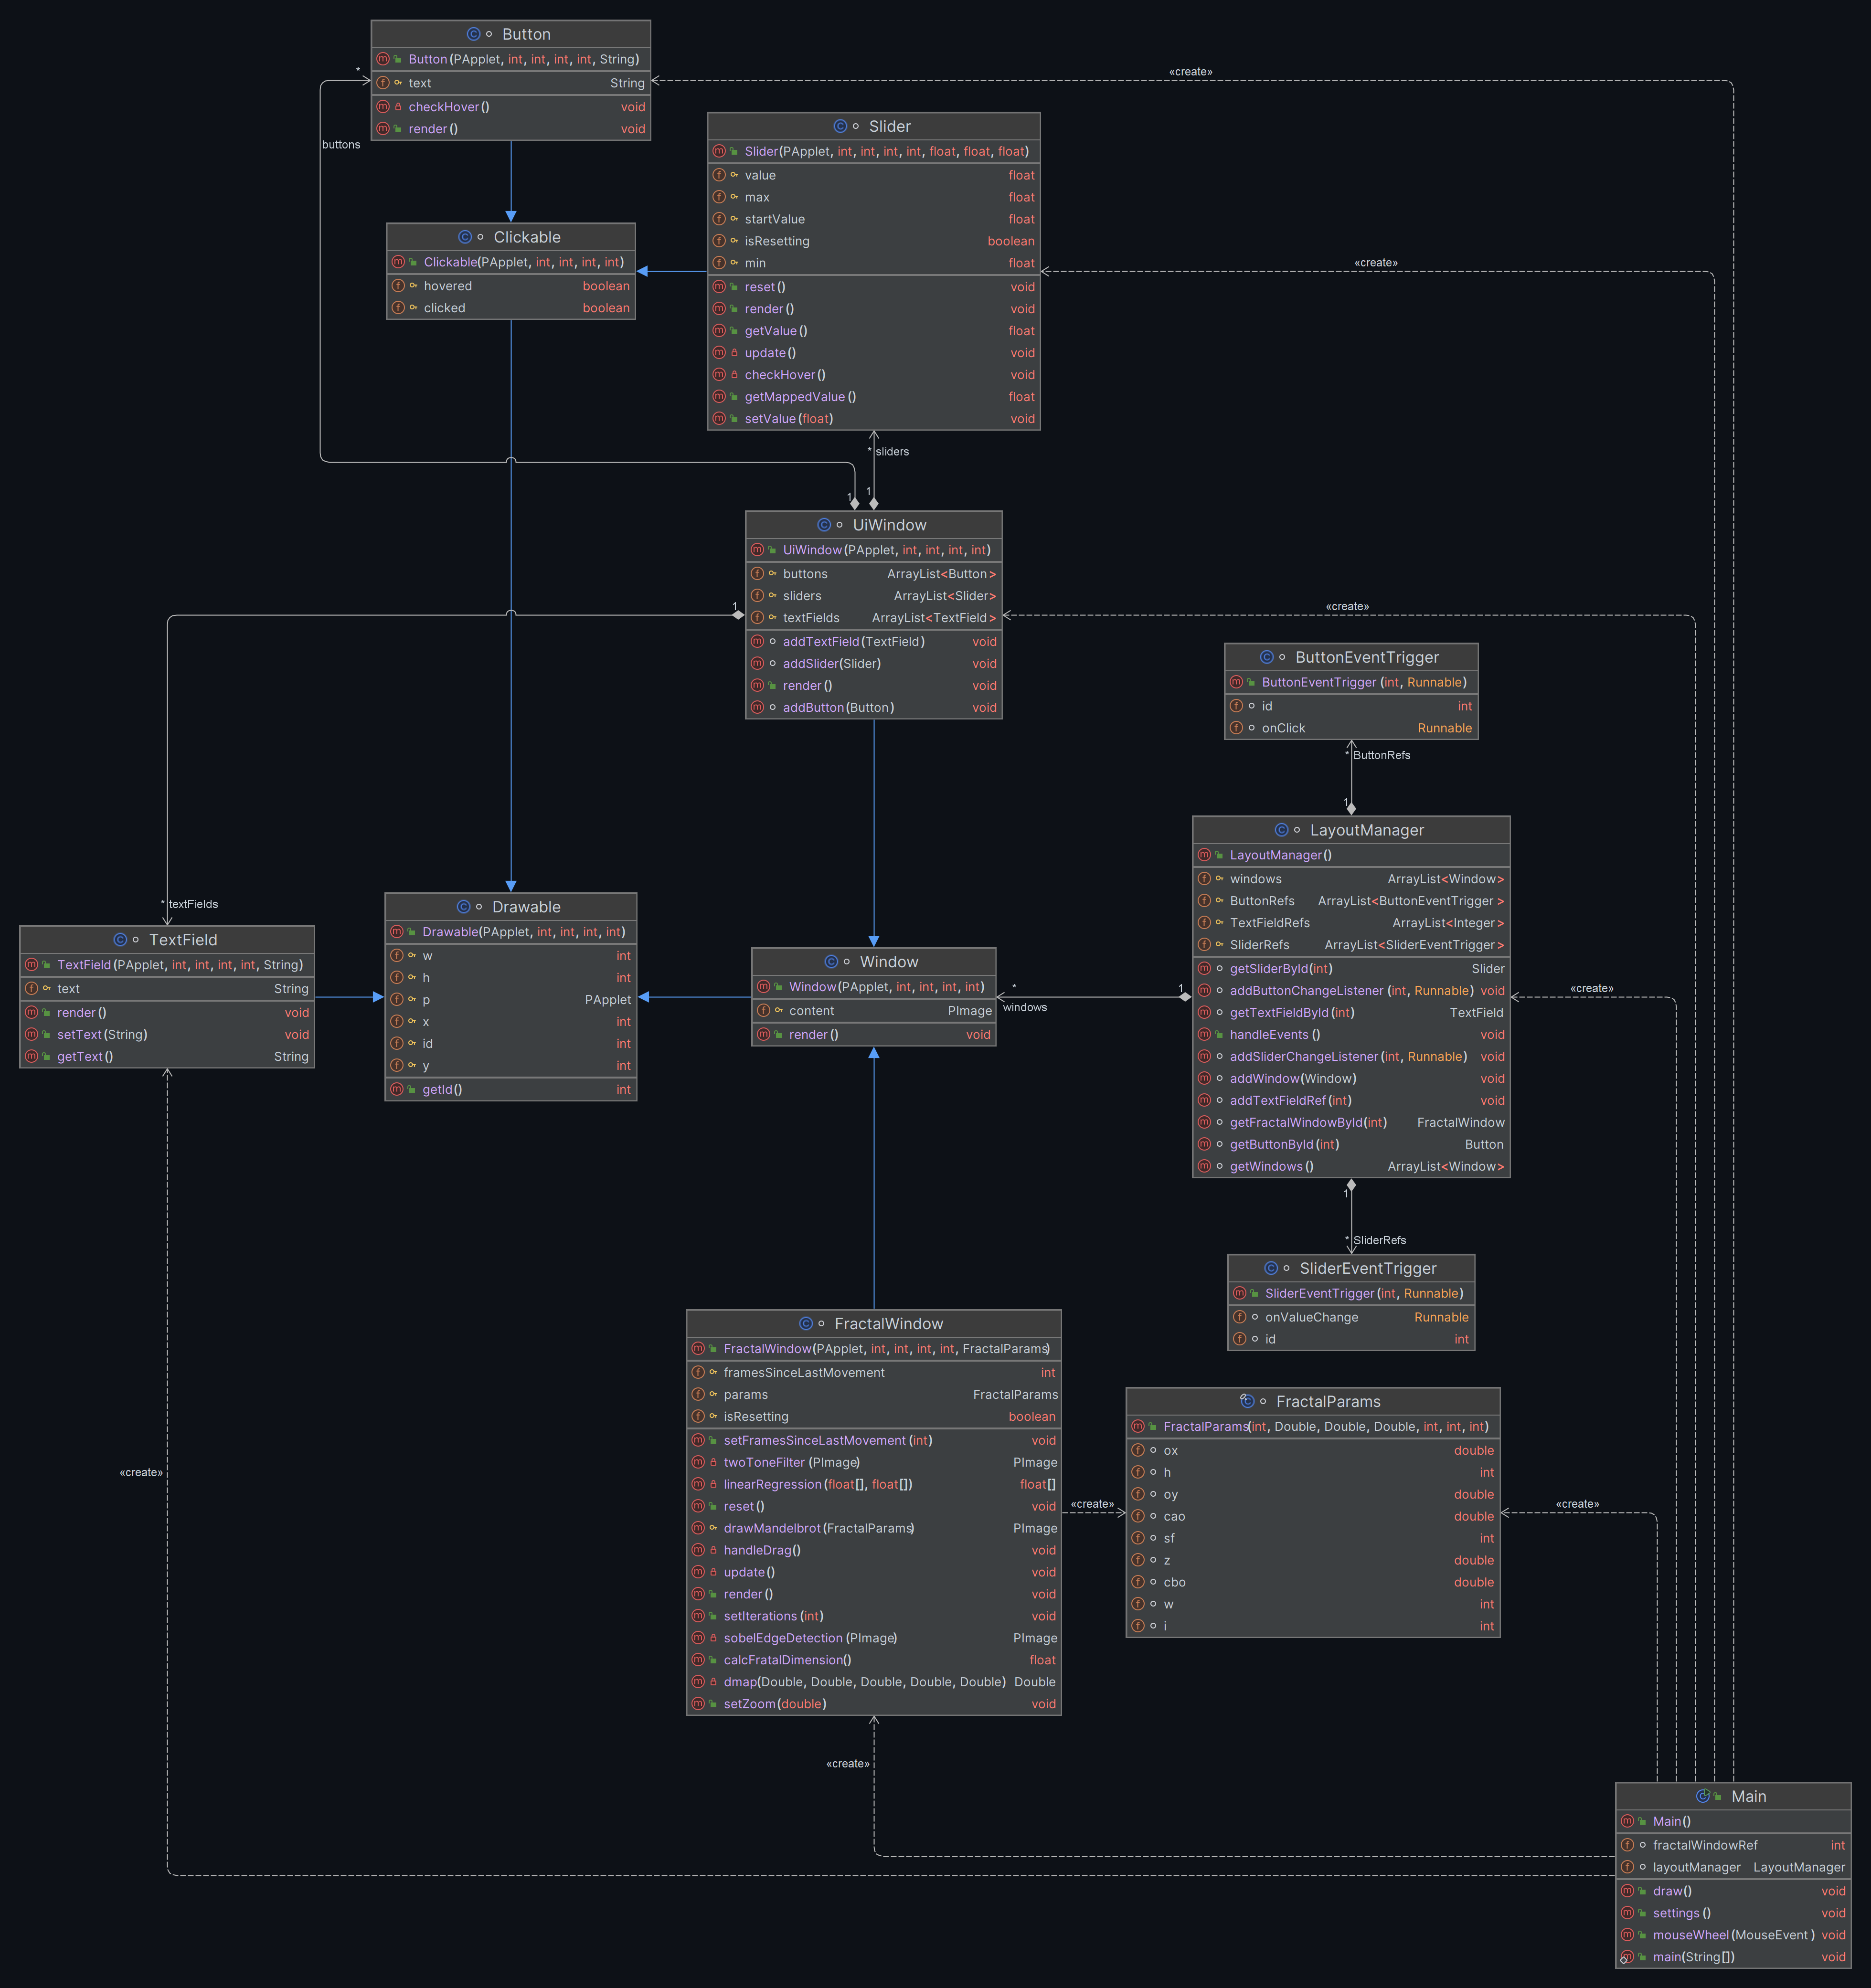 Button
Button(PApplet, int, int, int, int, String)
text String
checkHover() void
render() void
*
buttons
«create»
Slider
Slider(PApplet, int, int, int, int, float, float, float)
value float
max float
startValue float
isResetting boolean
min float
reset() void
render() void
getValue() float
update() void
checkHover() void
getMappedValue() float
setValue(float) void
Clickable
Clickable(PApplet, int, int, int, int)
hovered boolean
clicked boolean
«create»
* sliders
1 1
UiWindow
UiWindow(PApplet, int, int, int, int)
buttons ArrayList<Button>
sliders ArrayList<Slider>
textFields ArrayList<TextField>
addTextField(TextField) void
addSlider(Slider) void
render() void
addButton(Button) void
1
«create»
ButtonEventTrigger
ButtonEventTrigger(int, Runnable)
id int
onClick Runnable
* ButtonRefs
1
LayoutManager
LayoutManager()
windows ArrayList<Window>
ButtonRefs ArrayList<ButtonEventTrigger>
TextFieldRefs ArrayList<Integer>
SliderRefs ArrayList<SliderEventTrigger>
getSliderById(int) Slider
addButtonChangeListener(int, Runnable) void
getTextFieldById(int) TextField
handleEvents() void
addSliderChangeListener(int, Runnable) void
addWindow(Window) void
addTextFieldRef(int) void
getFractalWindowById(int) FractalWindow
getButtonById(int) Button
getWindows() ArrayList<Window>
* textFields
TextField
TextField(PApplet, int, int, int, int, String)
text String
render() void
setText(String) void
getText() String
Drawable
Drawable(PApplet, int, int, int, int)
w int
h int
p PApplet
x int
id int
y int
getId() int
Window
Window(PApplet, int, int, int, int)
content PImage
render() void
* 1
windows
«create»
1
* SliderRefs
SliderEventTrigger
SliderEventTrigger(int, Runnable)
onValueChange Runnable
id int
FractalWindow
FractalWindow(PApplet, int, int, int, int, FractalParams)
framesSinceLastMovement int
params FractalParams
isResetting boolean
setFramesSinceLastMovement(int) void
twoToneFilter(PImage) PImage
linearRegression(float[], float[]) float[]
reset() void
drawMandelbrot(FractalParams) PImage
handleDrag() void
update() void
render() void
setIterations(int) void
sobelEdgeDetection(PImage) PImage
calcFratalDimension() float
dmap(Double, Double, Double, Double, Double) Double
setZoom(double) void
«create»
FractalParams
FractalParams(int, Double, Double, Double, int, int, int)
ox double
h int
oy double
cao double
sf int
z double
cbo double
w int
i int
«create»
«create»
«create»
Main
Main()
fractalWindowRef int
layoutManager LayoutManager
draw() void
settings() void
mouseWheel(MouseEvent) void
main(String[]) void